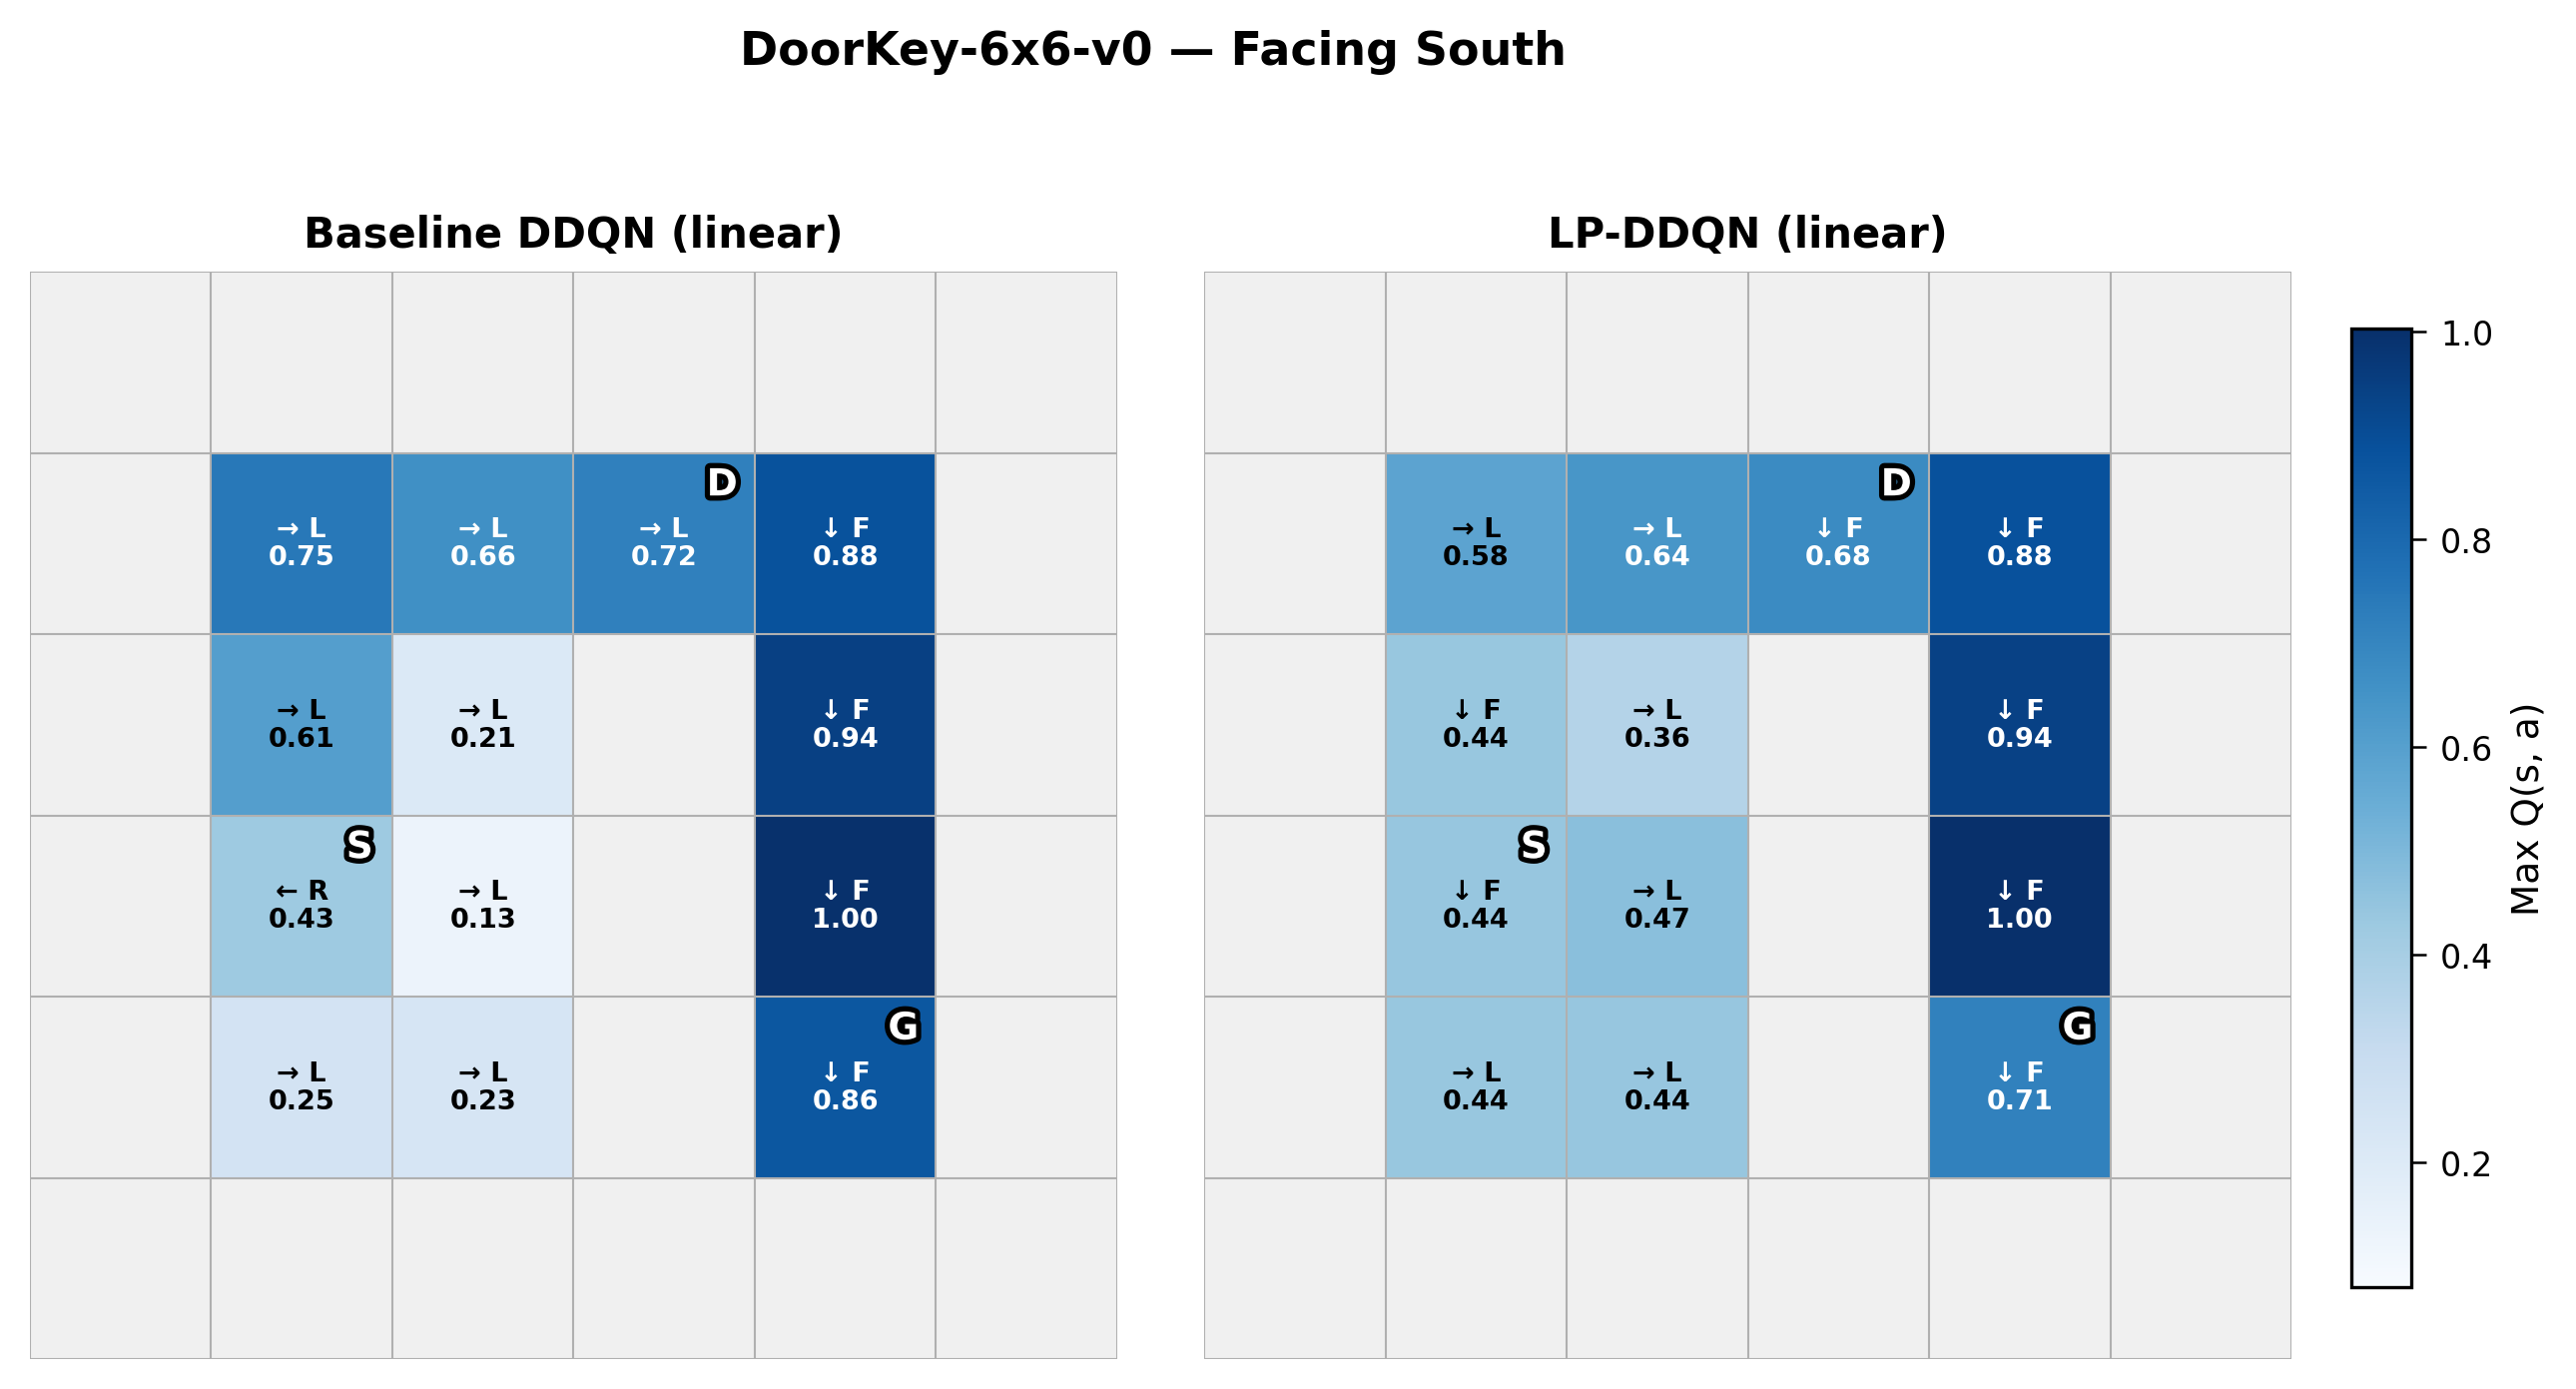 DoorKey-6x6-v0 — Facing South
Baseline DDQN (linear)
D
→ L
0.75
→ L
0.66
→ L
0.72
↓ F
0.88
→ L
0.61
→ L
0.21
↓ F
0.94
S
← R
0.43
→ L
0.13
↓ F
1.00
G
→ L
0.25
→ L
0.23
↓ F
0.86
LP-DDQN (linear)
D
→ L
0.58
→ L
0.64
↓ F
0.68
↓ F
0.88
↓ F
0.44
→ L
0.36
↓ F
0.94
S
↓ F
0.44
→ L
0.47
↓ F
1.00
G
→ L
0.44
→ L
0.44
↓ F
0.71
1.0
0.8
0.6
0.4
0.2
Max Q(s, a)